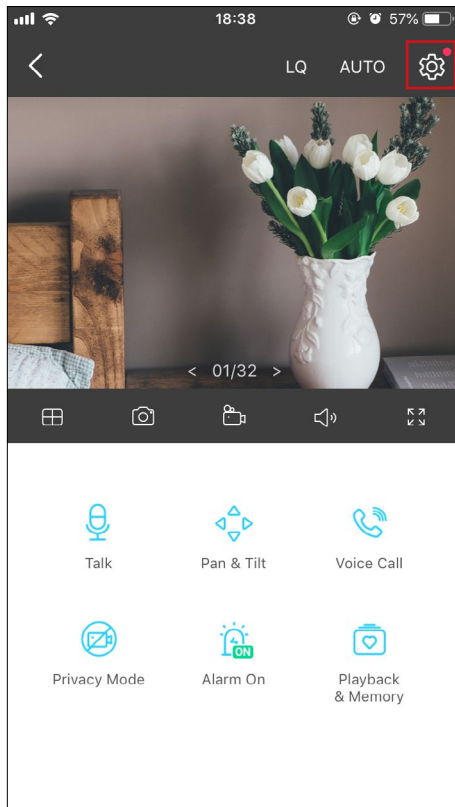 18:38
57%
LQ AUTO
< 01/32 >
Talk
Pan & Tilt
Voice Call
Privacy Mode
ON
Alarm On
Playback
& Memory